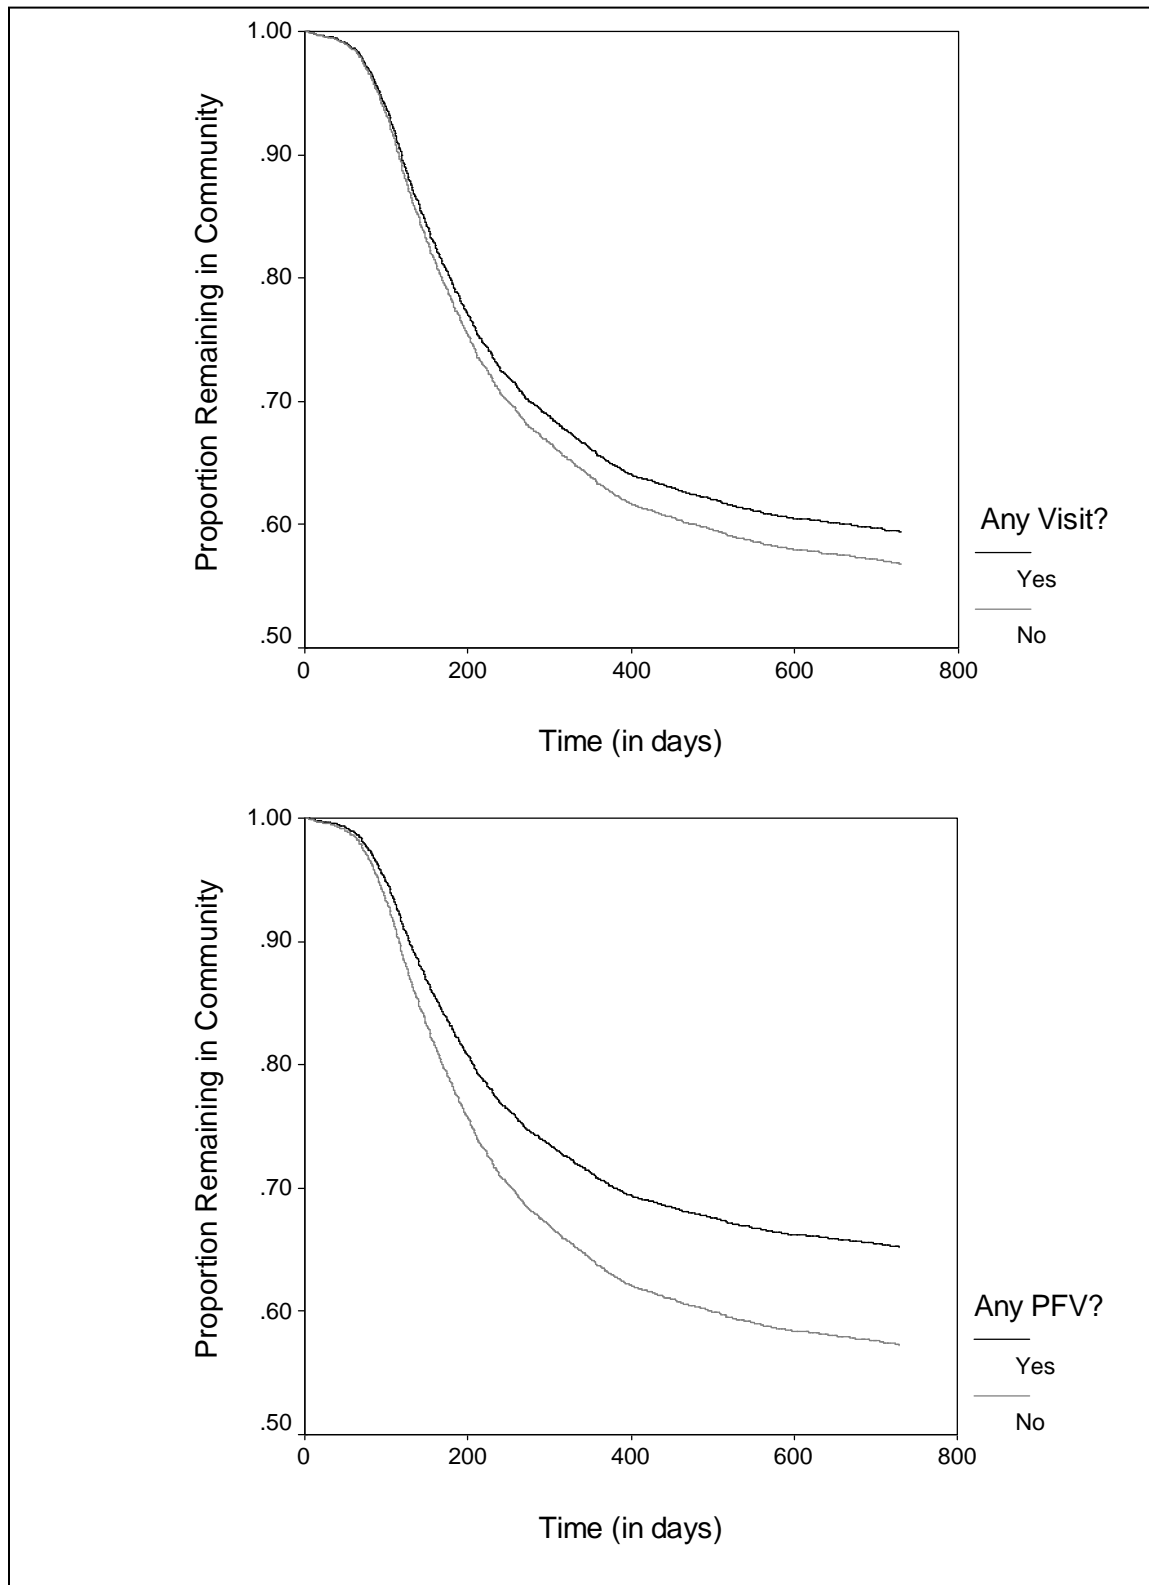 1.00
.90
.80
.70
.60
.50
Proportion Remaining in Community
0 200 400 600 800
Time (in days)
Any Visit?
Yes
No
1.00
.90
.80
.70
.60
.50
Proportion Remaining in Community
0 200 400 600 800
Time (in days)
Any PFV?
Yes
No